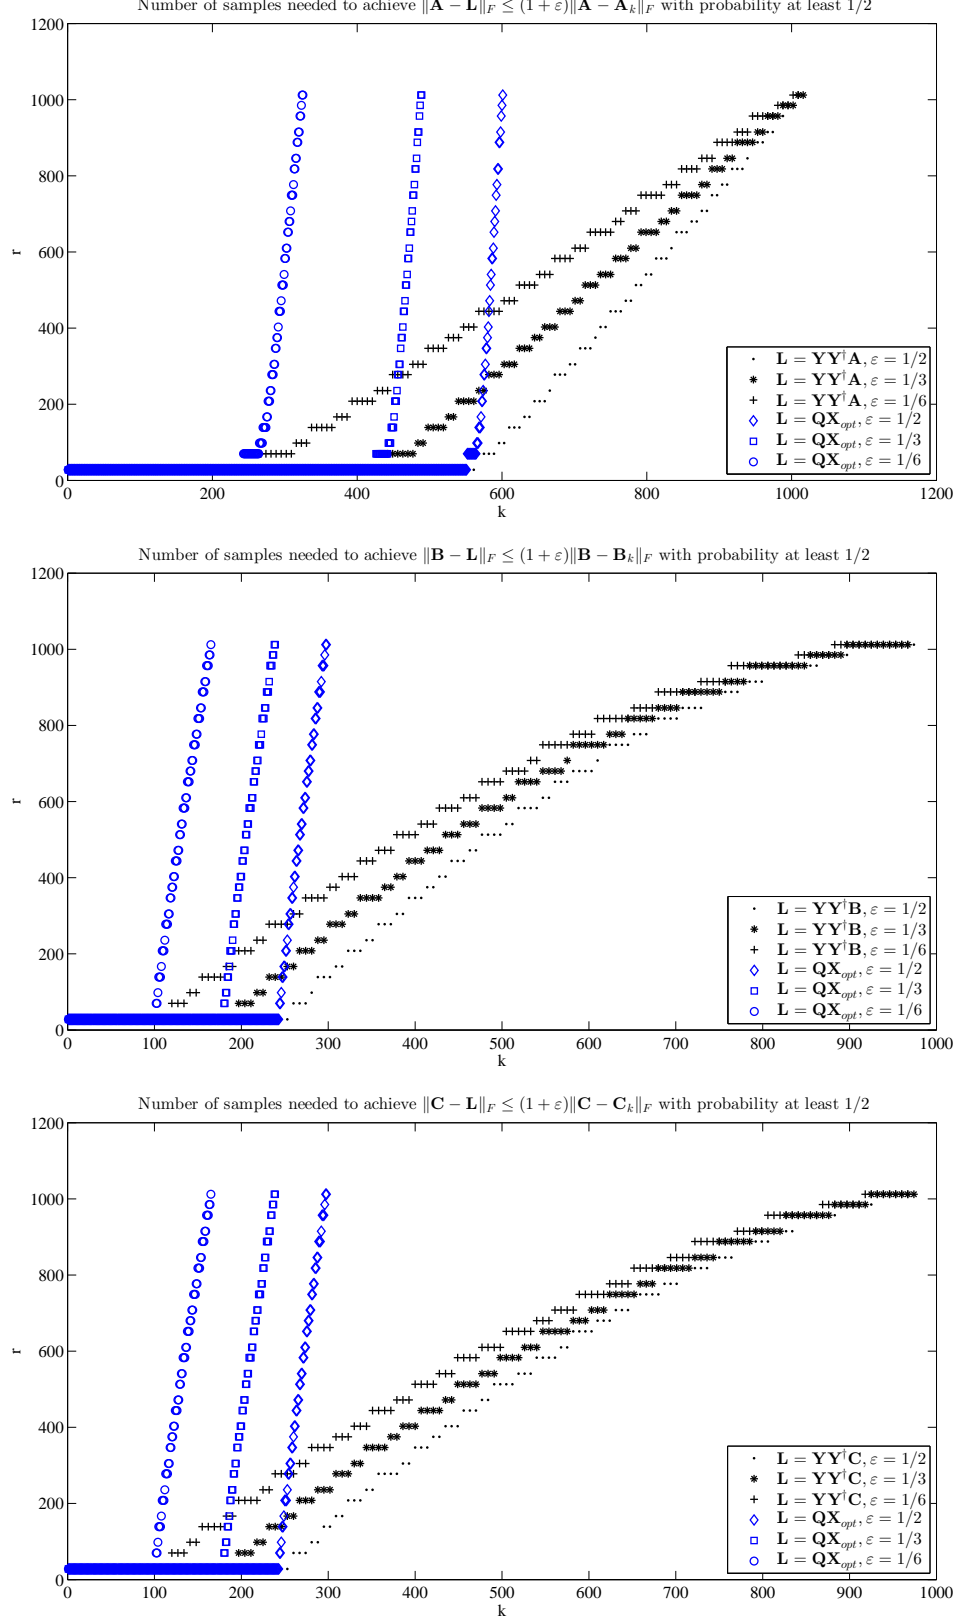 Number of samples needed to achieve ‖A − L‖_F ≤ (1 + ε)‖A − A_k‖_F with probability at least 1/2
1200
1000
800
600
400
200
0
r
L = YY†A, ε = 1/2
L = YY†A, ε = 1/3
L = YY†A, ε = 1/6
L = QX_opt, ε = 1/2
L = QX_opt, ε = 1/3
L = QX_opt, ε = 1/6
0 200 400 600 800 1000 1200
k
Number of samples needed to achieve ‖B − L‖_F ≤ (1 + ε)‖B − B_k‖_F with probability at least 1/2
1200
1000
800
600
400
200
0
r
L = YY†B, ε = 1/2
L = YY†B, ε = 1/3
L = YY†B, ε = 1/6
L = QX_opt, ε = 1/2
L = QX_opt, ε = 1/3
L = QX_opt, ε = 1/6
0 100 200 300 400 500 600 700 800 900 1000
k
Number of samples needed to achieve ‖C − L‖_F ≤ (1 + ε)‖C − C_k‖_F with probability at least 1/2
1200
1000
800
600
400
200
0
r
L = YY†C, ε = 1/2
L = YY†C, ε = 1/3
L = YY†C, ε = 1/6
L = QX_opt, ε = 1/2
L = QX_opt, ε = 1/3
L = QX_opt, ε = 1/6
0 100 200 300 400 500 600 700 800 900 1000
k